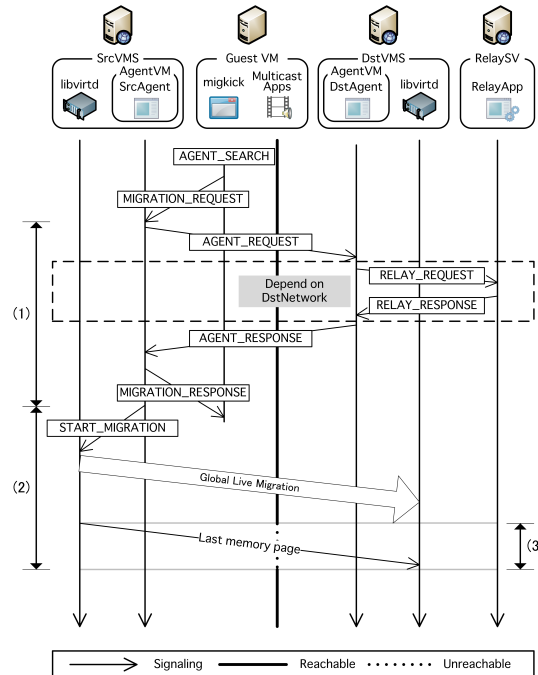 SrcVMS
Guest VM
DstVMS
RelaySV
libvirtd
AgentVM
SrcAgent
migkick
Multicast
Apps
AgentVM
DstAgent
libvirtd
RelayApp
AGENT_SEARCH
MIGRATION_REQUEST
AGENT_REQUEST
RELAY_REQUEST
Depend on
DstNetwork
RELAY_RESPONSE
(1)
AGENT_RESPONSE
MIGRATION_RESPONSE
START_MIGRATION
(2)
Global Live Migration
Last memory page
(3
Signaling
Reachable
Unreachable